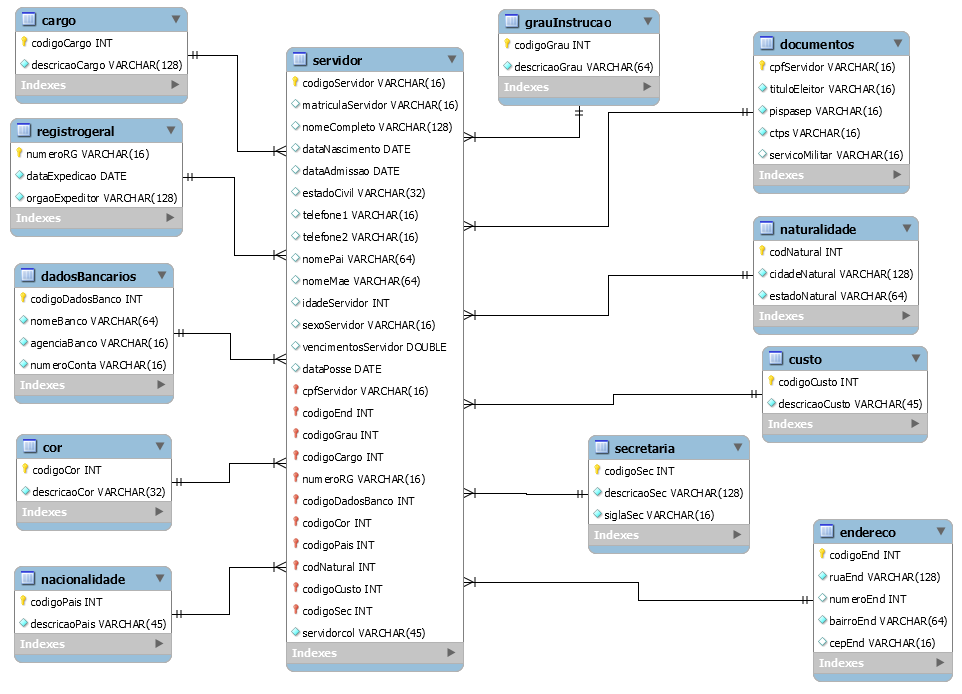 cargo
codigoCargo INT
descricaoCargo VARCHAR(128)
Indexes
registrogeral
numeroRG VARCHAR(16)
dataExpedicao DATE
orgaoExpeditor VARCHAR(128)
Indexes
dadosBancarios
codigoDadosBanco INT
nomeBanco VARCHAR(64)
agenciaBanco VARCHAR(16)
numeroConta VARCHAR(16)
Indexes
cor
codigoCor INT
descricaoCor VARCHAR(32)
Indexes
nacionalidade
codigoPais INT
descricaoPais VARCHAR(45)
Indexes
servidor
codigoServidor VARCHAR(16)
matriculaServidor VARCHAR(16)
nomeCompleto VARCHAR(128)
dataNascimento DATE
dataAdmissao DATE
estadoCivil VARCHAR(32)
telefone1 VARCHAR(16)
telefone2 VARCHAR(16)
nomePai VARCHAR(64)
nomeMae VARCHAR(64)
idadeServidor INT
sexoServidor VARCHAR(16)
vencimentosServidor DOUBLE
dataPosse DATE
cpfServidor VARCHAR(16)
codigoEnd INT
codigoGrau INT
codigoCargo INT
numeroRG VARCHAR(16)
codigoDadosBanco INT
codigoCor INT
codigoPais INT
codNatural INT
codigoCusto INT
codigoSec INT
servidorcol VARCHAR(45)
Indexes
grauInstrucao
codigoGrau INT
descricaoGrau VARCHAR(64)
Indexes
documentos
cpfServidor VARCHAR(16)
tituloEleitor VARCHAR(16)
pispasep VARCHAR(16)
ctps VARCHAR(16)
servicoMilitar VARCHAR(16)
Indexes
naturalidade
codNatural INT
cidadeNatural VARCHAR(128)
estadoNatural VARCHAR(64)
Indexes
custo
codigoCusto INT
descricaoCusto VARCHAR(45)
Indexes
secretaria
codigoSec INT
descricaoSec VARCHAR(128)
siglaSec VARCHAR(16)
Indexes
endereco
codigoEnd INT
ruaEnd VARCHAR(128)
numeroEnd INT
bairroEnd VARCHAR(64)
cepEnd VARCHAR(16)
Indexes